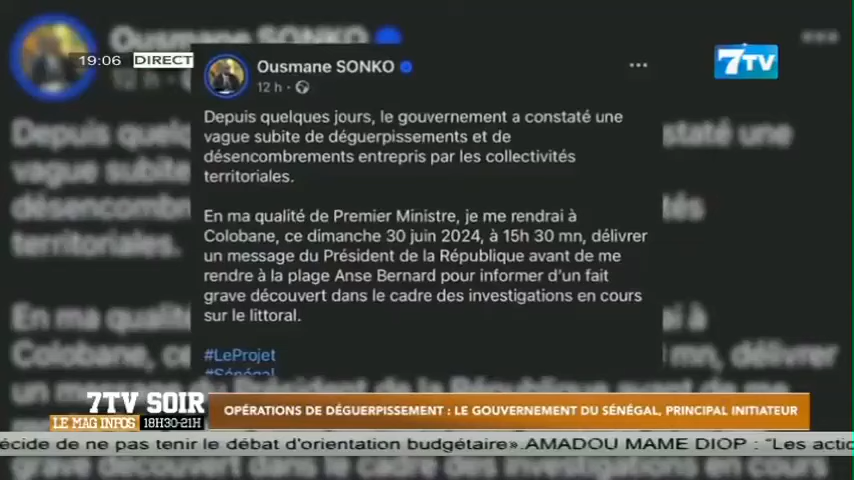 Ousmane SONKO
19:06 DIRECT
7TV
Ousmane SONKO
12 h
Depuis quelques jours, le gouvernement a constaté une
vague subite de déguerpissements et de
désencombrements entrepris par les collectivités
territoriales.
En ma qualité de Premier Ministre, je me rendrai à
Colobane, ce dimanche 30 juin 2024, à 15h 30 mn, délivrer
un message du Président de la République avant de me
rendre à la plage Anse Bernard pour informer d'un fait
grave découvert dans le cadre des investigations en cours
sur le littoral.
#LeProjet
#Sénégal
7TV SOIR
LE MAG INFOS 18H30-21H
OPÉRATIONS DE DÉGUERPISSEMENT : LE GOUVERNEMENT DU SÉNÉGAL, PRINCIPAL INITIATEUR
écide de ne pas tenir le débat d'orientation budgétaire».AMADOU MAME DIOP : "Les actio